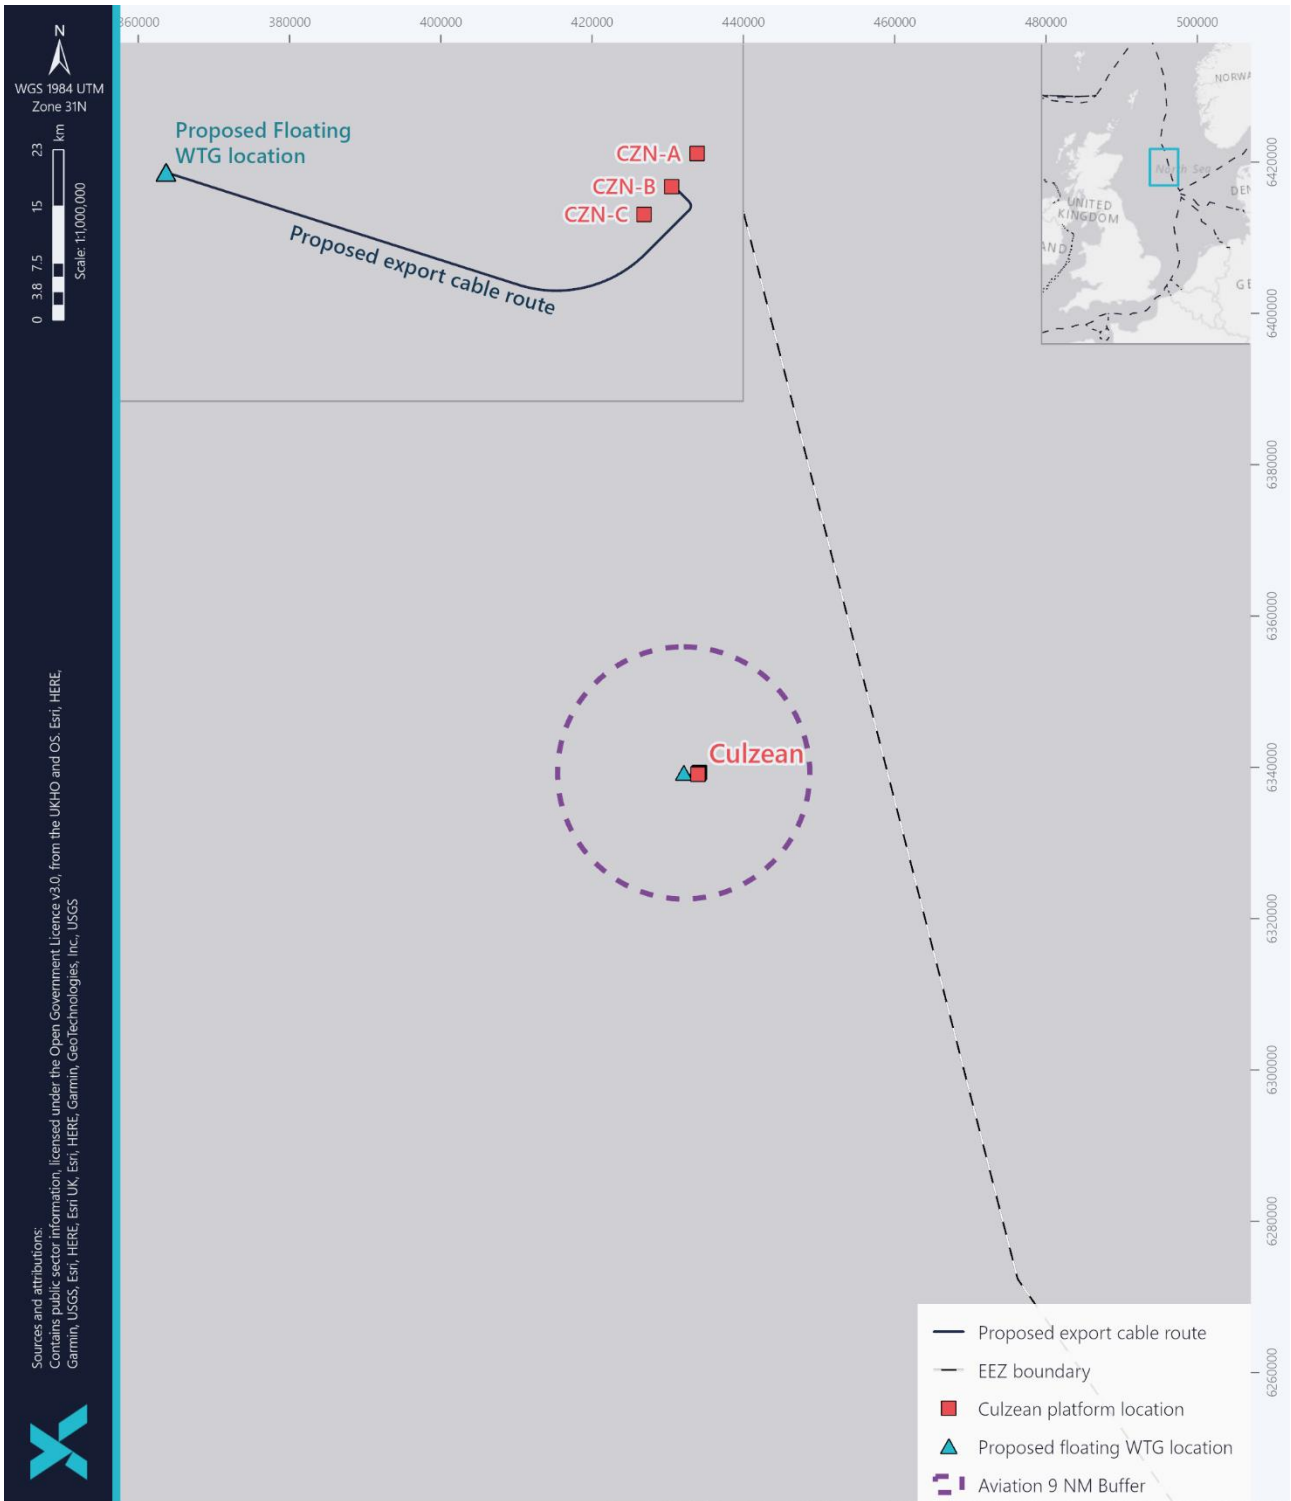 360000 380000 400000 420000 440000 460000 480000 500000
N
WGS 1984 UTM
Zone 31N
0 3.8 7.5 15 23
km
Scale: 1:1,000,000
Proposed Floating
WTG location
CZN-A
CZN-B
CZN-C
Proposed export cable route
NORWA
North Sea
DEN
UNITED
KINGDOM
AND
GE
6420000
6400000
6380000
6360000
6340000
6320000
6300000
6280000
6260000
Culzean
Sources and attributions:
Contains public sector information, licensed under the Open Government Licence v3.0, from the UKHO and OS. Esri, HERE,
Garmin, USGS, Esri, HERE, Esri UK, Esri, HERE, Garmin, GeoTechnologies, Inc., USGS
Proposed export cable route
EEZ boundary
Culzean platform location
Proposed floating WTG location
Aviation 9 NM Buffer